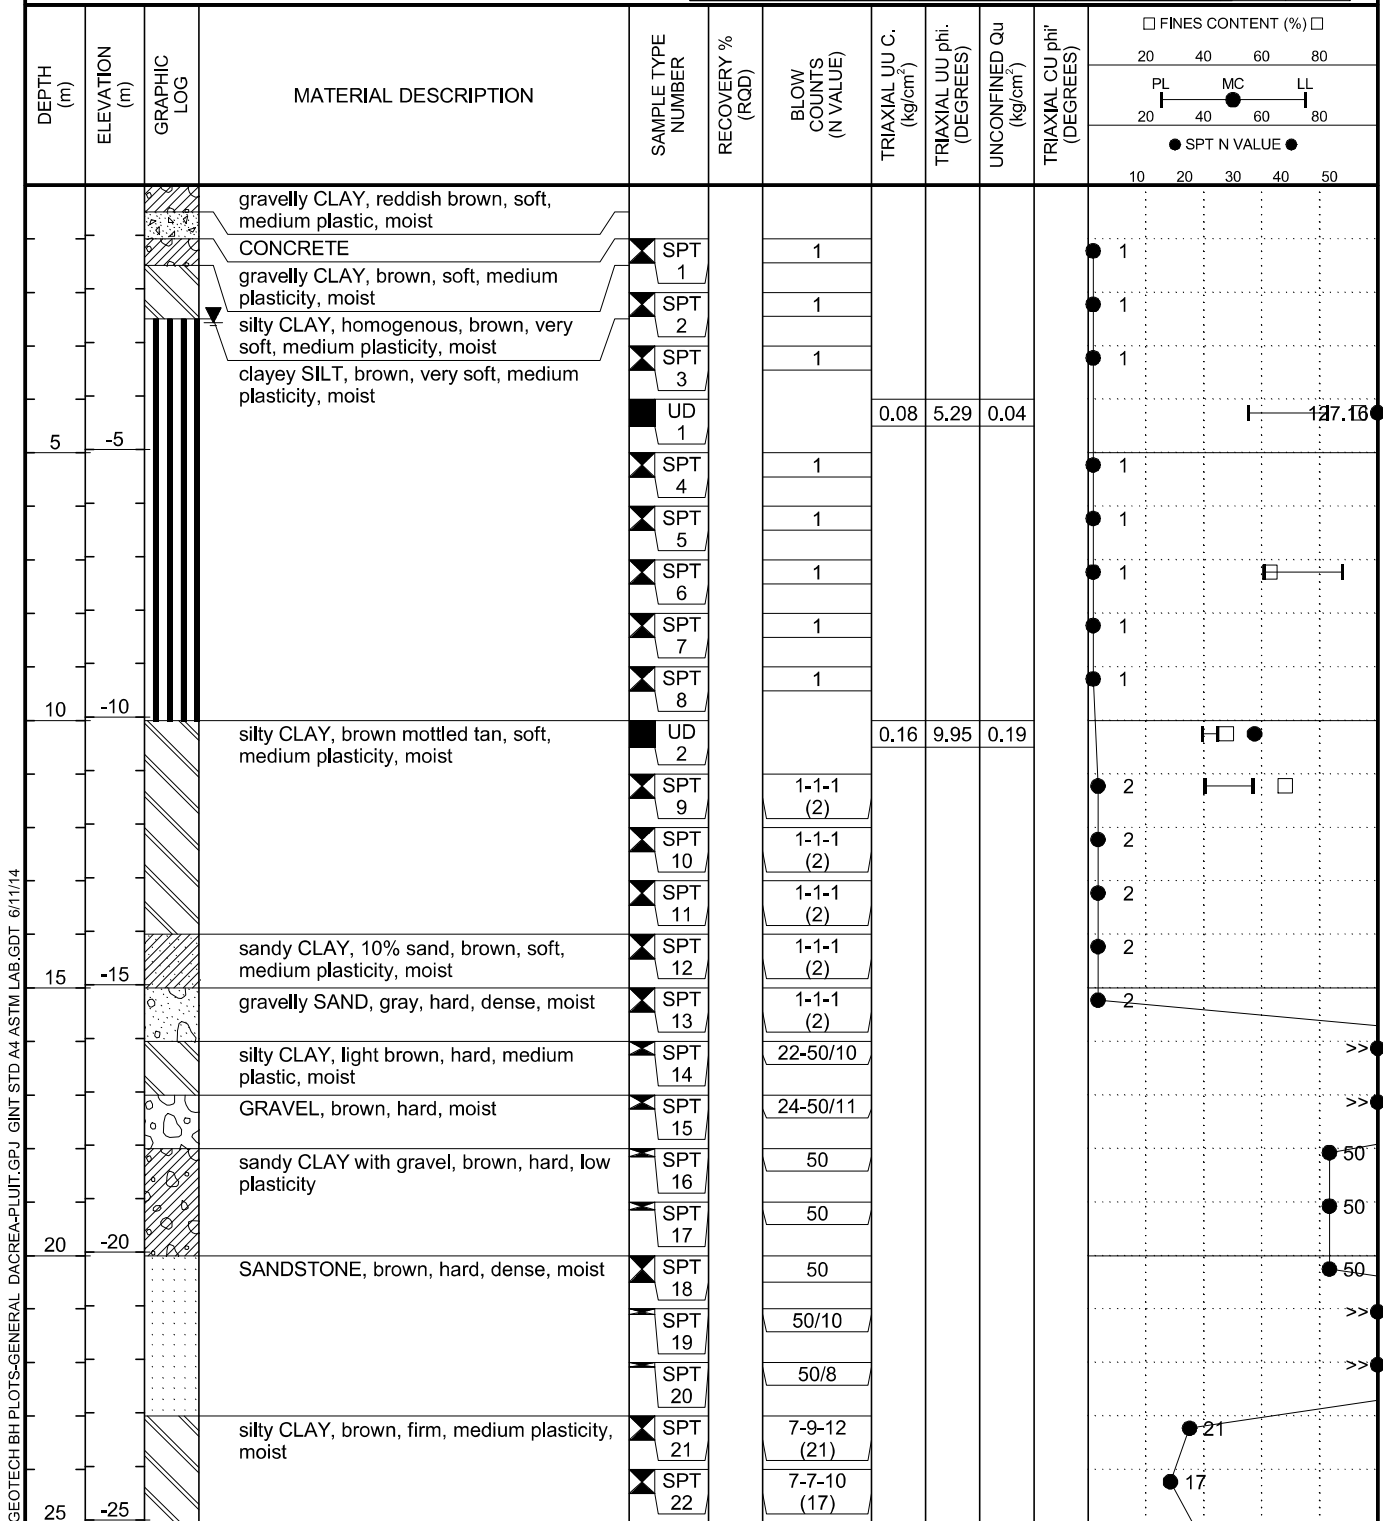 DEPTH (m)
ELEVATION (m)
GRAPHIC LOG
MATERIAL DESCRIPTION
SAMPLE TYPE NUMBER
RECOVERY % (RQD)
BLOW COUNTS (N VALUE)
TRIAXIAL UU C. (kg/cm²)
TRIAXIAL UU phi. (DEGREES)
UNCONFINED Qu (kg/cm²)
TRIAXIAL CU phi' (DEGREES)
□ FINES CONTENT (%) □
20 40 60 80
PL MC LL
20 40 60 80
● SPT N VALUE ●
10 20 30 40 50
gravelly CLAY, reddish brown, soft,
medium plastic, moist
CONCRETE
SPT 1
1
1
gravelly CLAY, brown, soft, medium
plasticity, moist
SPT 2
1
1
silty CLAY, homogenous, brown, very
soft, medium plasticity, moist
SPT 3
1
1
clayey SILT, brown, very soft, medium
plasticity, moist
UD 1
0.08 5.29 0.04
127.16
5 -5
SPT 4
1
1
SPT 5
1
1
SPT 6
1
1
SPT 7
1
1
SPT 8
1
1
10 -10
silty CLAY, brown mottled tan, soft,
medium plasticity, moist
UD 2
0.16 9.95 0.19
SPT 9
1-1-1 (2)
2
SPT 10
1-1-1 (2)
2
SPT 11
1-1-1 (2)
2
sandy CLAY, 10% sand, brown, soft,
medium plasticity, moist
SPT 12
1-1-1 (2)
2
15 -15
gravelly SAND, gray, hard, dense, moist
SPT 13
1-1-1 (2)
2
silty CLAY, light brown, hard, medium
plastic, moist
SPT 14
22-50/10
>>
GRAVEL, brown, hard, moist
SPT 15
24-50/11
>>
sandy CLAY with gravel, brown, hard, low
plasticity
SPT 16
50
50
SPT 17
50
50
20 -20
SANDSTONE, brown, hard, dense, moist
SPT 18
50
50
SPT 19
50/10
>>
SPT 20
50/8
>>
silty CLAY, brown, firm, medium plasticity,
moist
SPT 21
7-9-12 (21)
21
SPT 22
7-7-10 (17)
17
25 -25
GEOTECH BH PLOTS-GENERAL DACREA-PLUIT.GPJ GINT STD A4 ASTM LAB.GDT 6/11/14